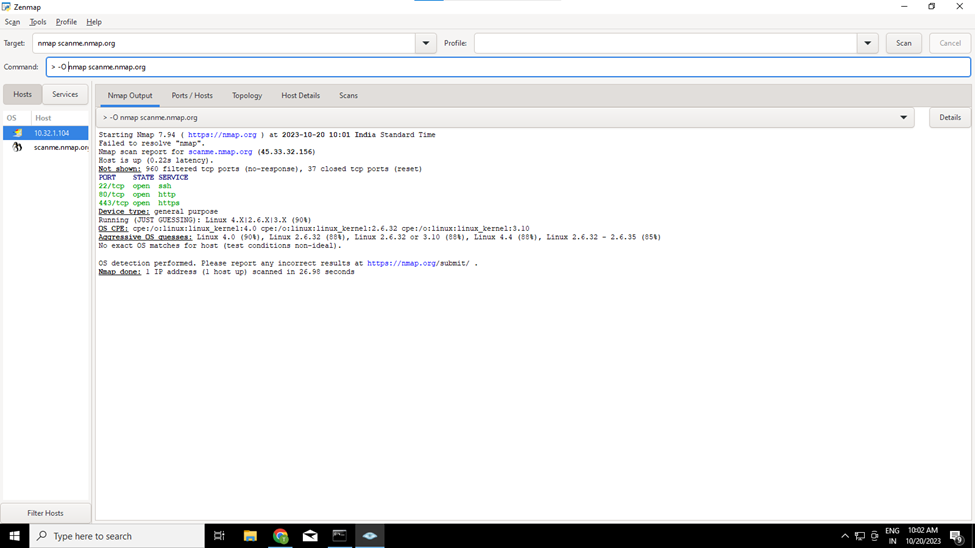 Zenmap
Scan Tools Profile Help
Target: nmap scanme.nmap.org Profile: Scan Cancel
Command: > -O nmap scanme.nmap.org
Hosts Services
Nmap Output Ports / Hosts Topology Host Details Scans
OS Host
> -O nmap scanme.nmap.org Details
10.32.1.104
scanme.nmap.or
Starting Nmap 7.94 ( https://nmap.org ) at 2023-10-20 10:01 India Standard Time
Failed to resolve "nmap".
Nmap scan report for scanme.nmap.org (45.33.32.156)
Host is up (0.22s latency).
Not shown: 960 filtered tcp ports (no-response), 37 closed tcp ports (reset)
PORT STATE SERVICE
22/tcp open ssh
80/tcp open http
443/tcp open https
Device type: general purpose
Running (JUST GUESSING): Linux 4.X|2.6.X|3.X (90%)
OS CPE: cpe:/o:linux:linux_kernel:4.0 cpe:/o:linux:linux_kernel:2.6.32 cpe:/o:linux:linux_kernel:3.10
Aggressive OS guesses: Linux 4.0 (90%), Linux 2.6.32 (88%), Linux 2.6.32 or 3.10 (88%), Linux 4.4 (88%), Linux 2.6.32 - 2.6.35 (85%)
No exact OS matches for host (test conditions non-ideal).
OS detection performed. Please report any incorrect results at https://nmap.org/submit/ .
Nmap done: 1 IP address (1 host up) scanned in 26.98 seconds
Filter Hosts
Type here to search
ENG
IN
10:02 AM
10/20/2023
9